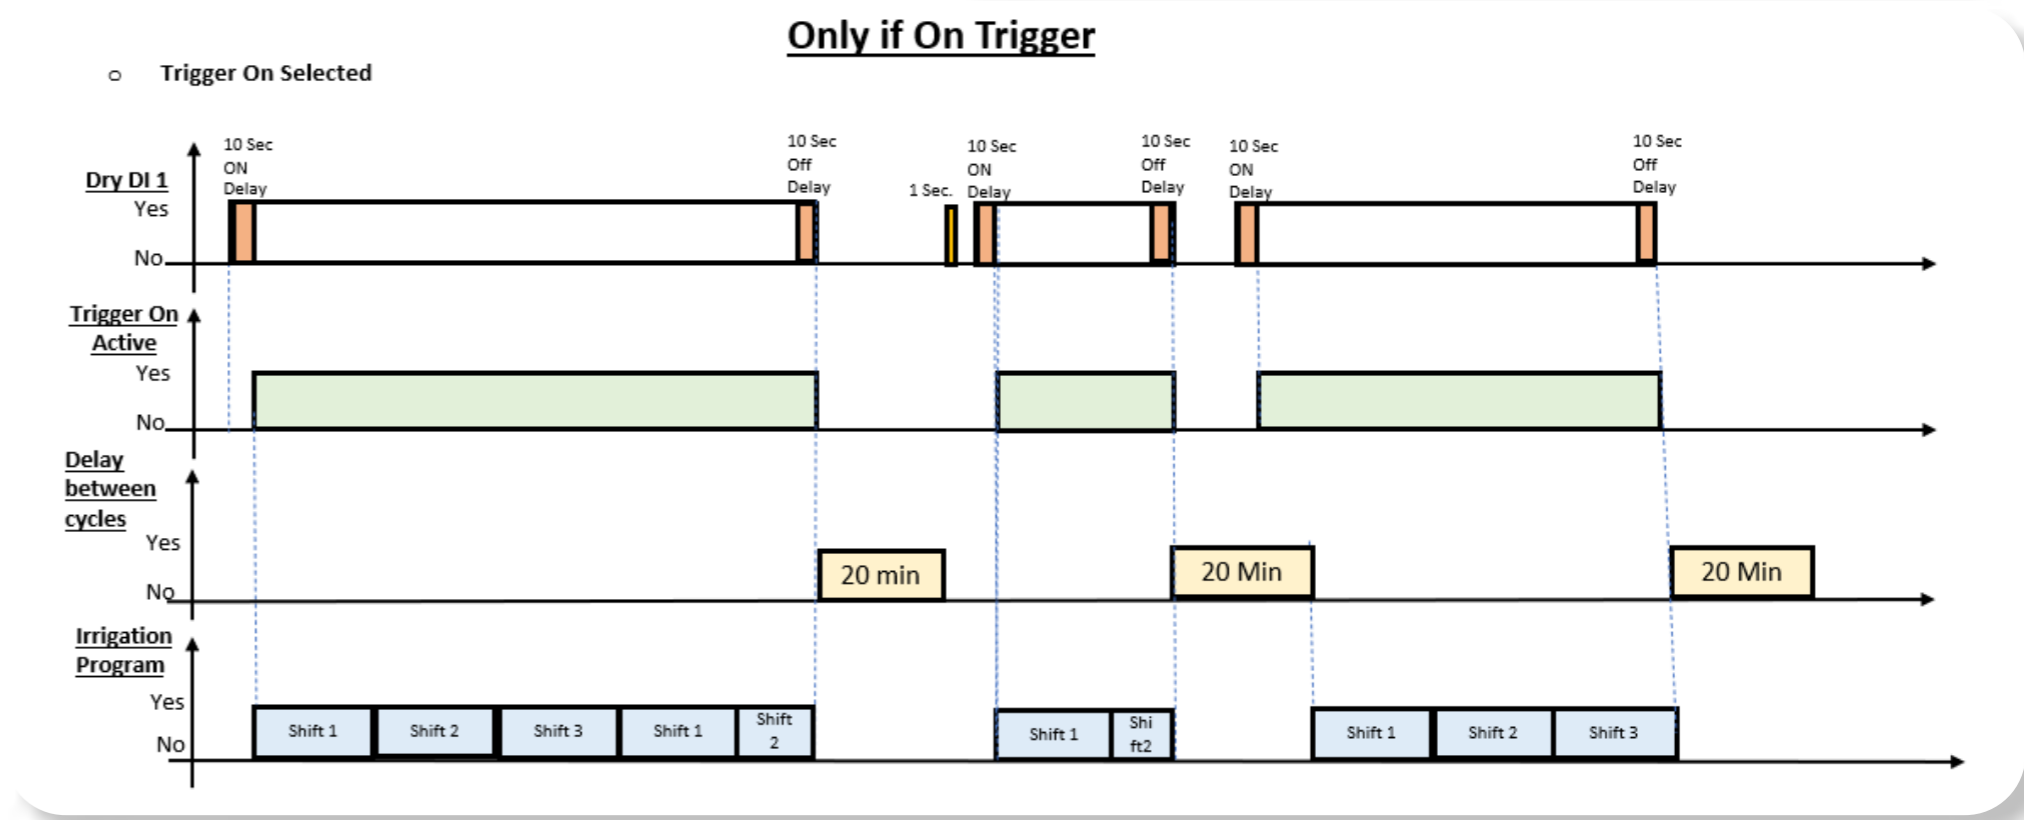 Only if On Trigger
o Trigger On Selected
10 Sec
ON
Delay
10 Sec
Off
Delay
1 Sec.
10 Sec
ON
Delay
10 Sec
Off
Delay
10 Sec
ON
Delay
10 Sec
Off
Delay
Dry DI 1
Yes
No
Trigger On
Active
Yes
No
Delay
between
cycles
Yes
No
20 min
20 Min
20 Min
Irrigation
Program
Yes
No
Shift 1
Shift 2
Shift 3
Shift 1
Shift
2
Shift 1
Shi
ft2
Shift 1
Shift 2
Shift 3